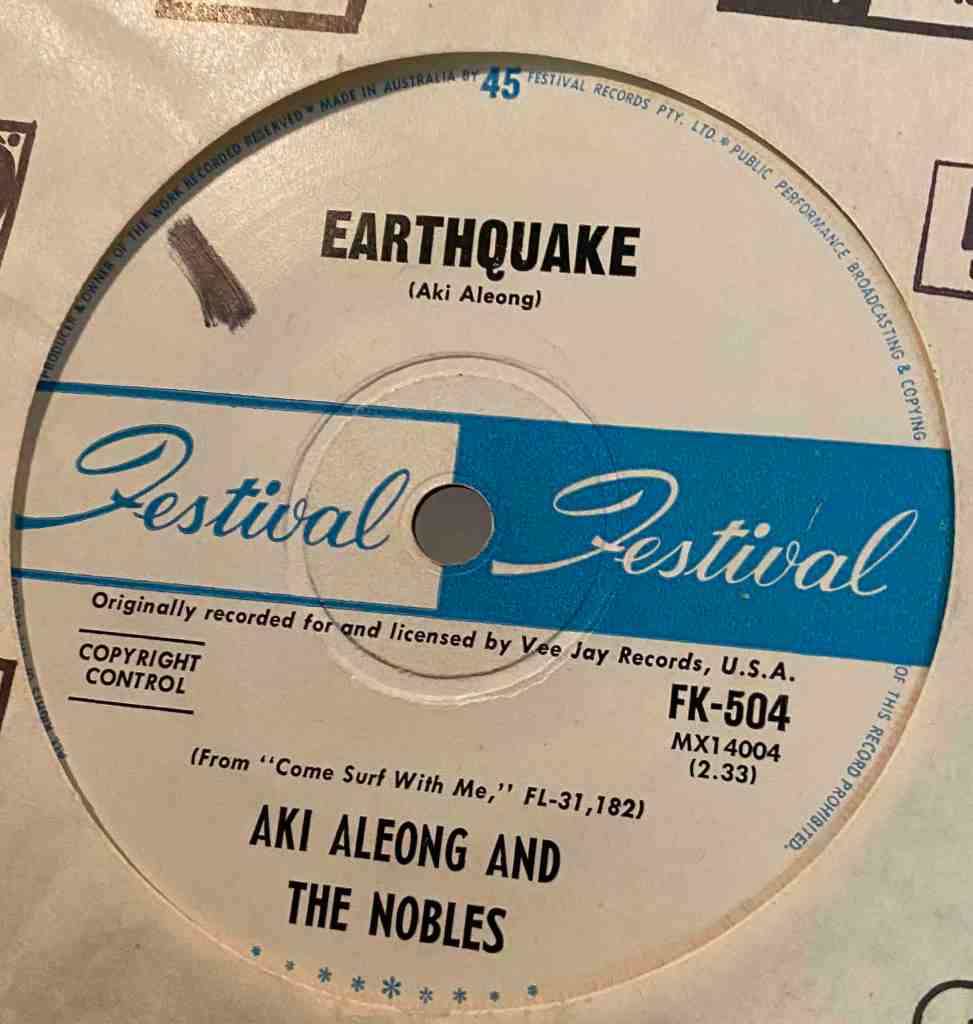 PRODUCER & OWNER OF THE WORK RECORDED RESERVED * MADE IN AUSTRALIA BY 45 FESTIVAL RECORDS PTY. LTD. * PUBLIC PERFORMANCE BROADCASTING & COPYING
EARTHQUAKE
(Aki Aleong)
Festival Festival
Originally recorded for and licensed by Vee Jay Records, U.S.A.
COPYRIGHT
CONTROL
FK-504
MX14004
(2.33)
OF THIS RECORD PROHIBITED.
(From "Come Surf With Me," FL-31,182)
AKI ALEONG AND
THE NOBLES